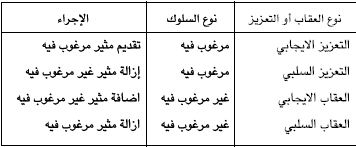 نوع العقاب أو التعزيز نوع السلوك الإجراء
التعزيز الايجابي مرغوب فيه تقديم مثير مرغوب فيه
التعزيز السلبي مرغوب فيه إزالة مثير غير مرغوب فيه
العقاب الايجابي غير مرغوب فيه اضافة مثير غير مرغوب فيه
العقاب السلبي غير مرغوب فيه ازالة مثير مرغوب فيه